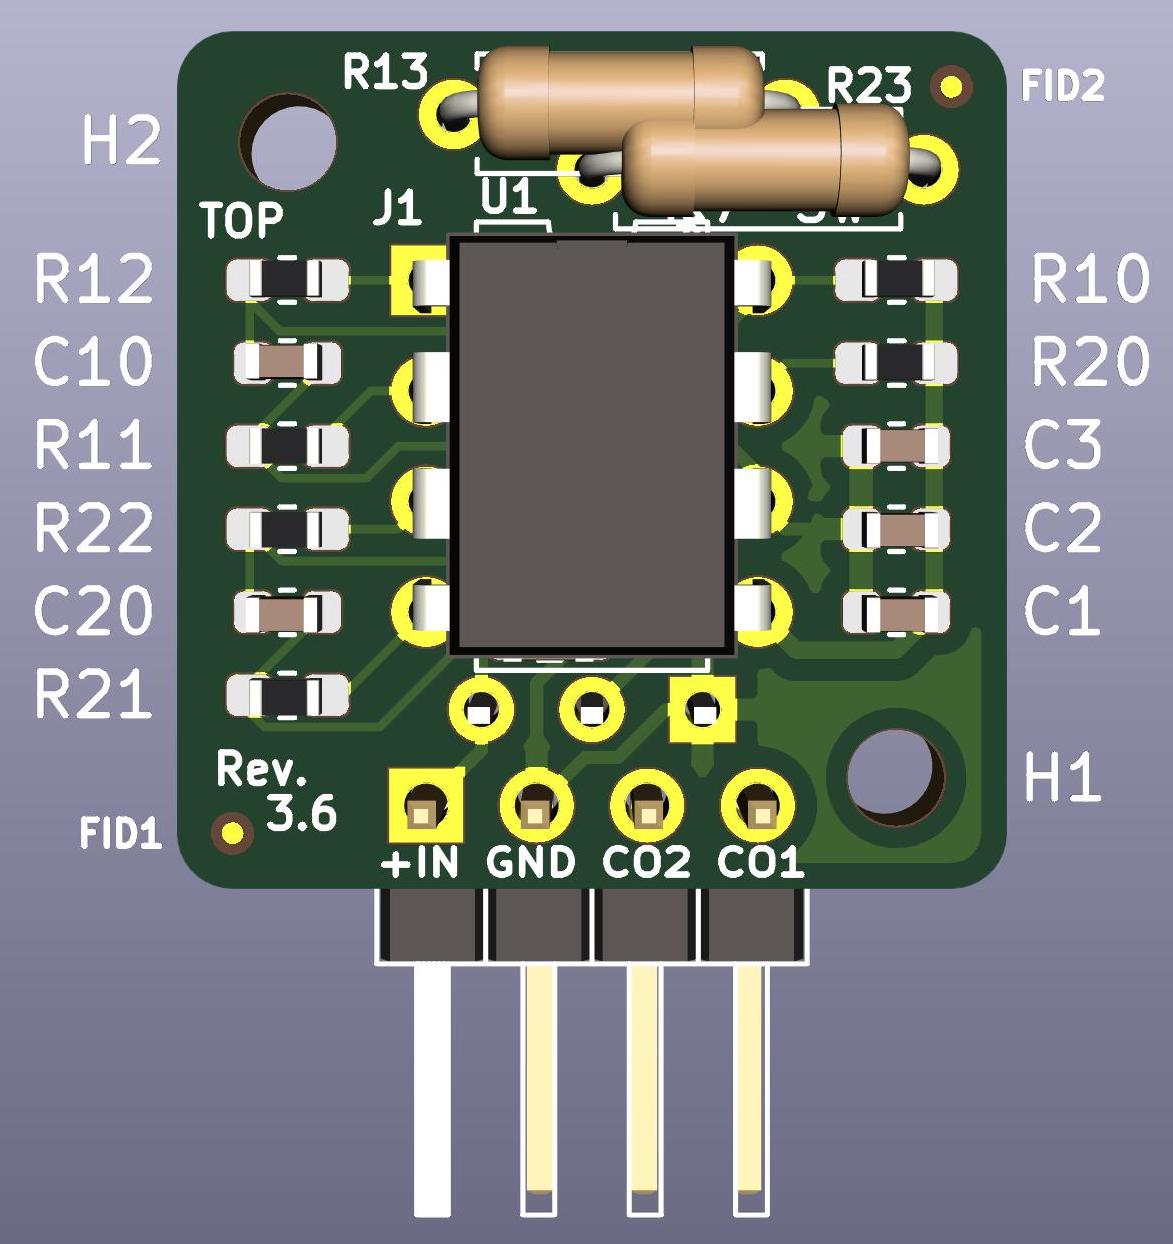 R13
R23
FID2
H2
TOP
J1
U1
R12
R10
C10
R20
R11
C3
R22
C2
C20
C1
R21
Rev.
3.6
H1
FID1
+IN GND CO2 CO1